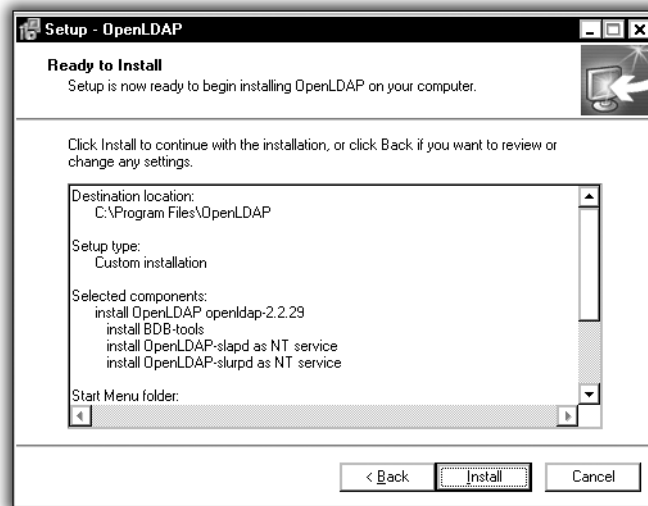 Setup - OpenLDAP
Ready to Install
Setup is now ready to begin installing OpenLDAP on your computer.
Click Install to continue with the installation, or click Back if you want to review or
change any settings.
Destination location:
C:\Program Files\OpenLDAP
Setup type:
Custom installation
Selected components:
install OpenLDAP openldap-2.2.29
install BDB-tools
install OpenLDAP-slapd as NT service
install OpenLDAP-slurpd as NT service
Start Menu folder:
< Back
Install
Cancel